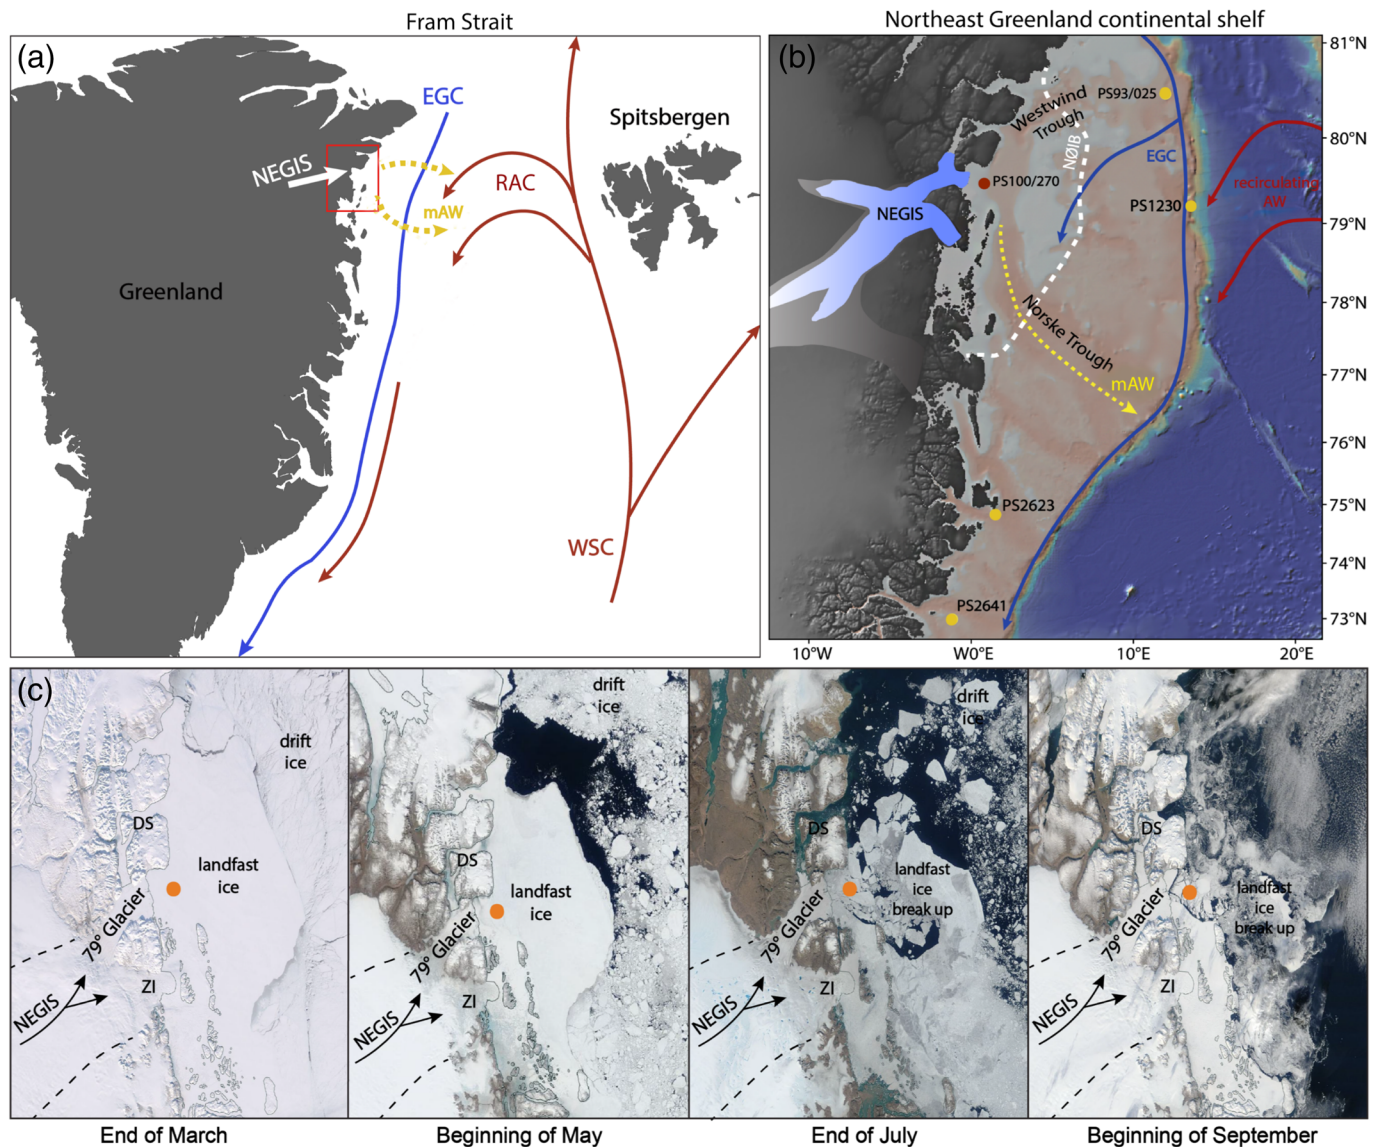 Fram Strait
(a)
EGC
Spitsbergen
NEGIS
RAC
mAW
Greenland
WSC
Northeast Greenland continental shelf
(b)
81°N
PS93/025
Westwind
Trough
80°N
NØIB
EGC
PS100/270
recirculating
AW
PS1230
NEGIS
79°N
78°N
Norske Trough
77°N
mAW
76°N
PS2623
75°N
74°N
PS2641
73°N
10°W
W0°E
10°E
20°E
(c)
drift
ice
DS
landfast
ice
79° Glacier
ZI
NEGIS
End of March
drift
ice
DS
landfast
ice
79° Glacier
ZI
NEGIS
Beginning of May
drift
ice
DS
landfast
ice
break up
79° Glacier
ZI
NEGIS
End of July
DS
landfast
ice
break up
79° Glacier
ZI
NEGIS
Beginning of September